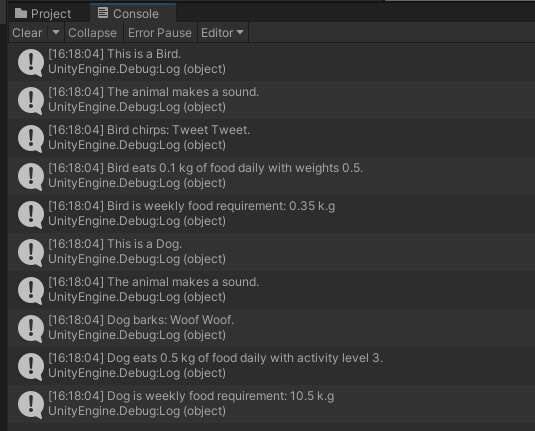 Project
Console
Clear
Collapse
Error Pause
Editor
[16:18:04] This is a Bird.
UnityEngine.Debug:Log (object)
[16:18:04] The animal makes a sound.
UnityEngine.Debug:Log (object)
[16:18:04] Bird chirps: Tweet Tweet.
UnityEngine.Debug:Log (object)
[16:18:04] Bird eats 0.1 kg of food daily with weights 0.5.
UnityEngine.Debug:Log (object)
[16:18:04] Bird is weekly food requirement: 0.35 k.g
UnityEngine.Debug:Log (object)
[16:18:04] This is a Dog.
UnityEngine.Debug:Log (object)
[16:18:04] The animal makes a sound.
UnityEngine.Debug:Log (object)
[16:18:04] Dog barks: Woof Woof.
UnityEngine.Debug:Log (object)
[16:18:04] Dog eats 0.5 kg of food daily with activity level 3.
UnityEngine.Debug:Log (object)
[16:18:04] Dog is weekly food requirement: 10.5 k.g
UnityEngine.Debug:Log (object)